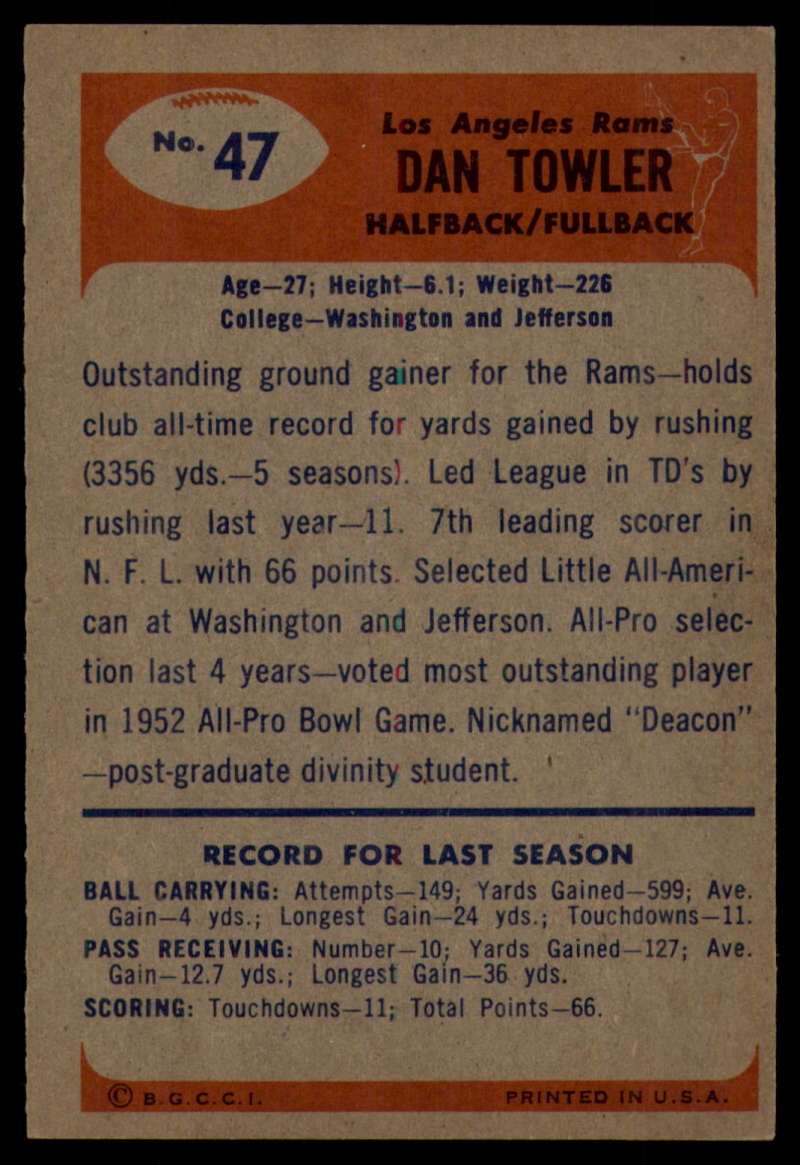 No. 47
Los Angeles Rams
DAN TOWLER
HALFBACK/FULLBACK
Age—27; Height—6.1; Weight—226
College—Washington and Jefferson
Outstanding ground gainer for the Rams—holds
club all-time record for yards gained by rushing
(3356 yds.—5 seasons). Led League in TD's by
rushing last year—11. 7th leading scorer in
N. F. L. with 66 points. Selected Little All-Ameri-
can at Washington and Jefferson. All-Pro selec-
tion last 4 years—voted most outstanding player
in 1952 All-Pro Bowl Game. Nicknamed "Deacon"
—post-graduate divinity student.
RECORD FOR LAST SEASON
BALL CARRYING: Attempts—149; Yards Gained—599; Ave.
Gain—4 yds.; Longest Gain—24 yds.; Touchdowns—11.
PASS RECEIVING: Number—10; Yards Gained—127; Ave.
Gain—12.7 yds.; Longest Gain—36 yds.
SCORING: Touchdowns—11; Total Points—66.
© B.G.C.C.I. PRINTED IN U.S.A.